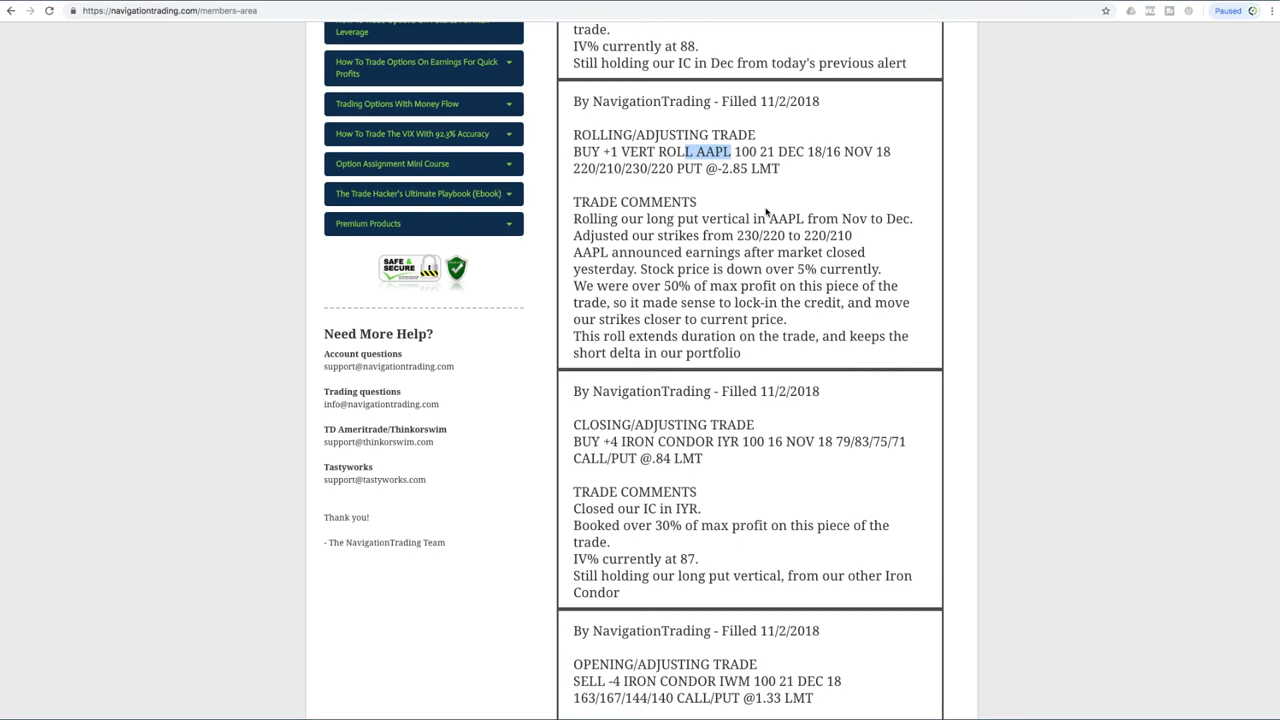 https://navigationtrading.com/members-area
Paused
Leverage
How To Trade Options On Earnings For Quick
Profits
Trading Options With Money Flow
How To Trade The VIX With 92.3% Accuracy
Option Assignment Mini Course
The Trade Hacker's Ultimate Playbook (Ebook)
Premium Products
SAFE &
SECURE
Need More Help?
Account questions
support@navigationtrading.com
Trading questions
info@navigationtrading.com
TD Ameritrade/Thinkorswim
support@thinkorswim.com
Tastyworks
support@tastyworks.com
Thank you!
- The NavigationTrading Team
trade.
IV% currently at 88.
Still holding our IC in Dec from today's previous alert
By NavigationTrading - Filled 11/2/2018
ROLLING/ADJUSTING TRADE
BUY +1 VERT ROLL AAPL 100 21 DEC 18/16 NOV 18
220/210/230/220 PUT @-2.85 LMT
TRADE COMMENTS
Rolling our long put vertical in AAPL from Nov to Dec.
Adjusted our strikes from 230/220 to 220/210
AAPL announced earnings after market closed
yesterday. Stock price is down over 5% currently.
We were over 50% of max profit on this piece of the
trade, so it made sense to lock-in the credit, and move
our strikes closer to current price.
This roll extends duration on the trade, and keeps the
short delta in our portfolio
By NavigationTrading - Filled 11/2/2018
CLOSING/ADJUSTING TRADE
BUY +4 IRON CONDOR IYR 100 16 NOV 18 79/83/75/71
CALL/PUT @.84 LMT
TRADE COMMENTS
Closed our IC in IYR.
Booked over 30% of max profit on this piece of the
trade.
IV% currently at 87.
Still holding our long put vertical, from our other Iron
Condor
By NavigationTrading - Filled 11/2/2018
OPENING/ADJUSTING TRADE
SELL -4 IRON CONDOR IWM 100 21 DEC 18
163/167/144/140 CALL/PUT @1.33 LMT